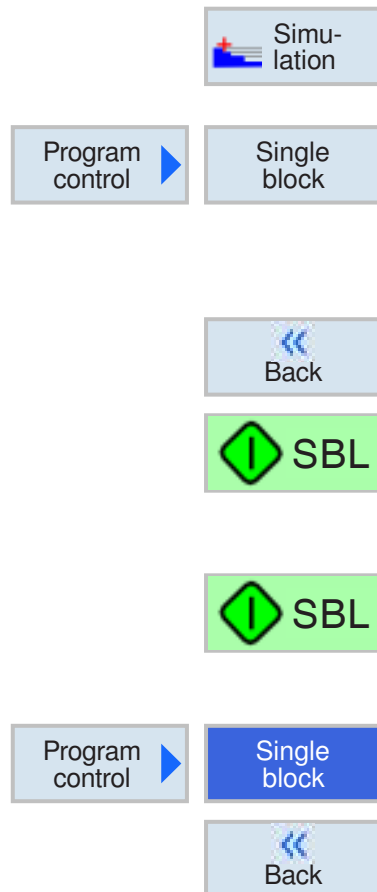 Simu-
lation
Program
control
Single
block
Back
SBL
SBL
Program
control
Single
block
Back